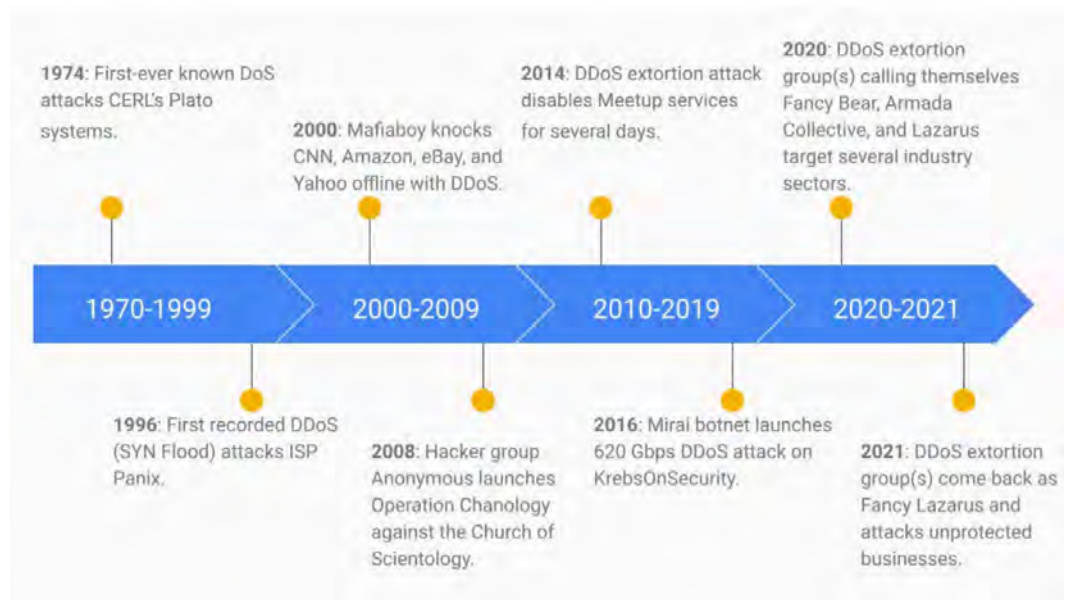 1974: First-ever known DoS
attacks CERL's Plato
systems.
2000: Mafiaboy knocks
CNN, Amazon, eBay, and
Yahoo offline with DDoS.
2014: DDoS extortion attack
disables Meetup services
for several days.
2020: DDoS extortion
group(s) calling themselves
Fancy Bear, Armada
Collective, and Lazarus
target several industry
sectors.
1970-1999
2000-2009
2010-2019
2020-2021
1996: First recorded DDoS
(SYN Flood) attacks ISP
Panix.
2008: Hacker group
Anonymous launches
Operation Chanology
against the Church of
Scientology.
2016: Mirai botnet launches
620 Gbps DDoS attack on
KrebsOnSecurity.
2021: DDoS extortion
group(s) come back as
Fancy Lazarus and
attacks unprotected
businesses.